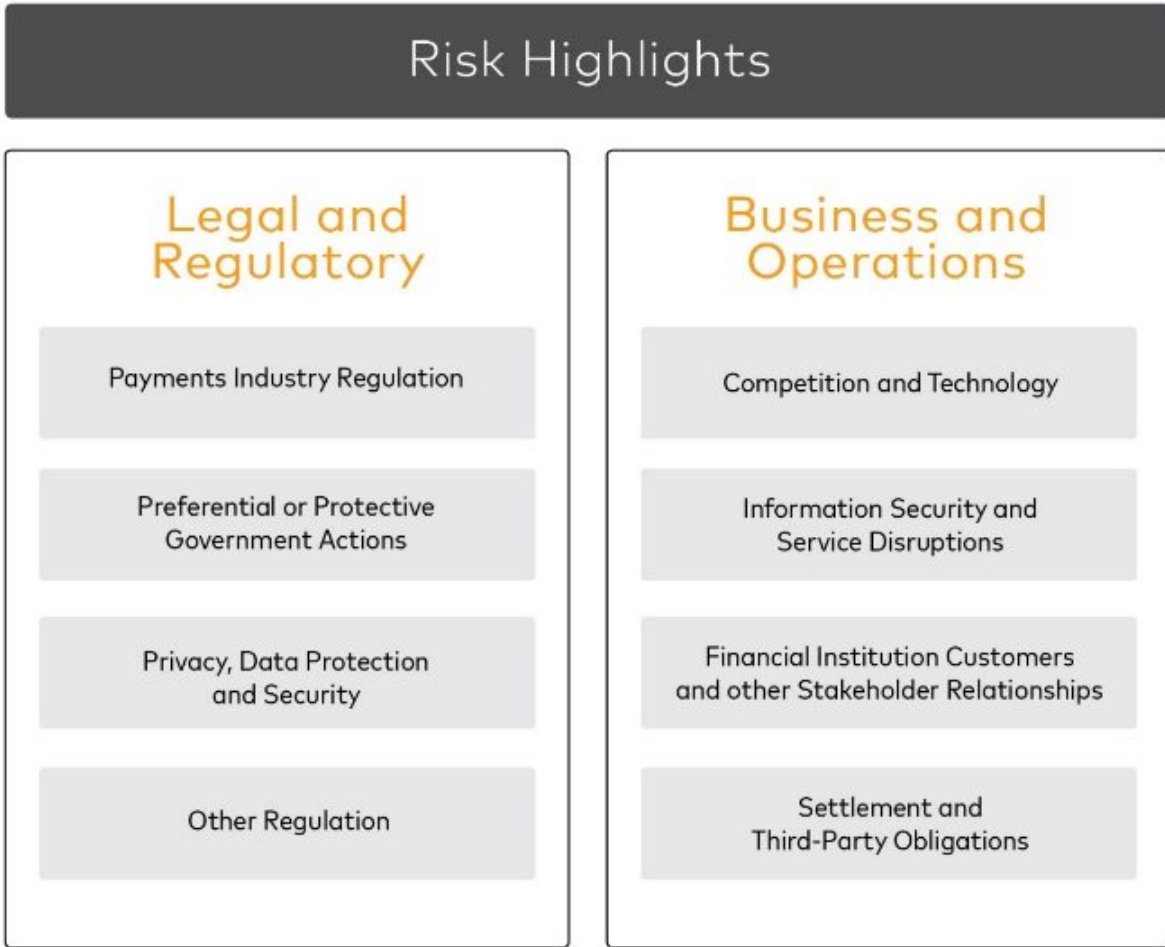 Risk Highlights
Legal and
Regulatory
Payments Industry Regulation
Preferential or Protective
Government Actions
Privacy, Data Protection
and Security
Other Regulation
Business and
Operations
Competition and Technology
Information Security and
Service Disruptions
Financial Institution Customers
and other Stakeholder Relationships
Settlement and
Third-Party Obligations